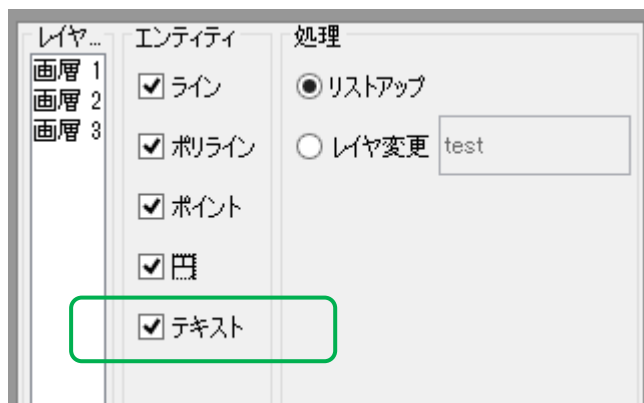 レイヤ...
画層 1
画層 2
画層 3
エンティティ
ライン
ポリライン
ポイント
円
テキスト
処理
リストアップ
レイヤ変更 test